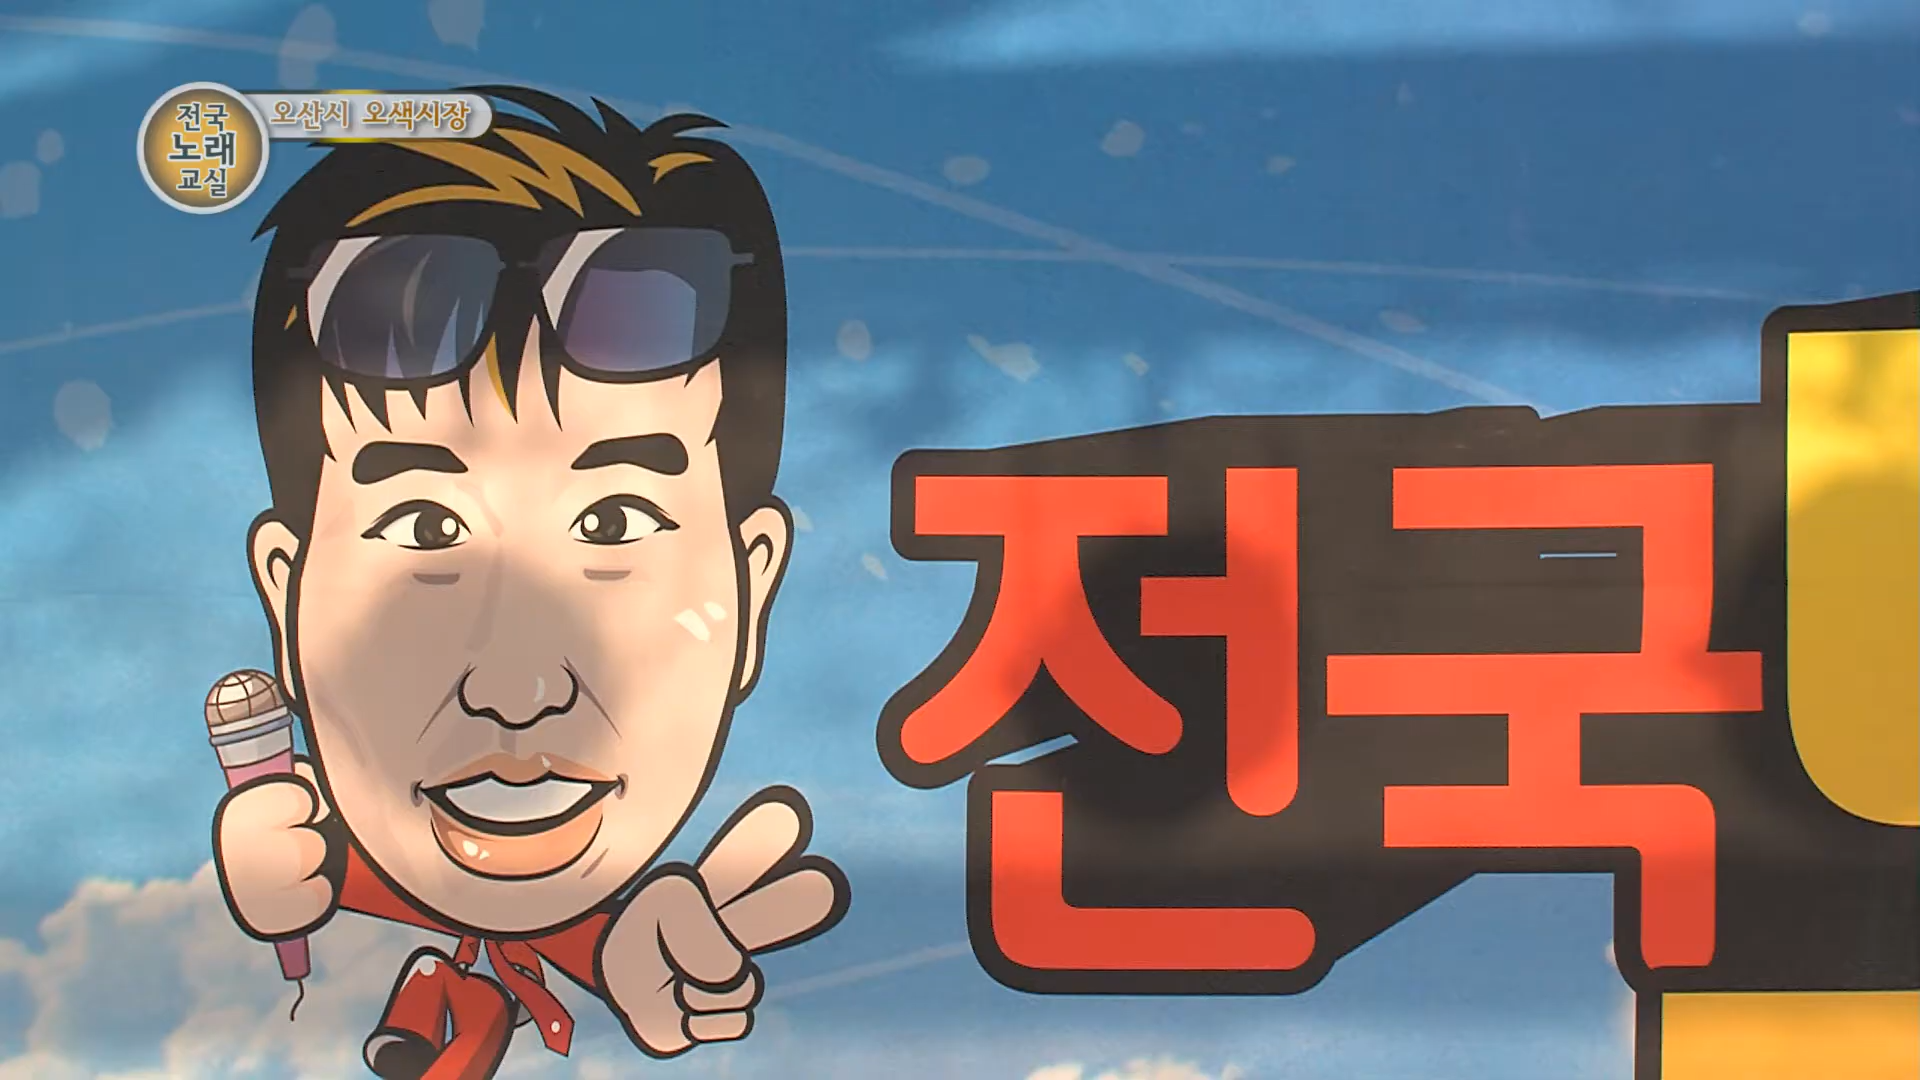 전국
노래
교실
오산시 오색시장
전국